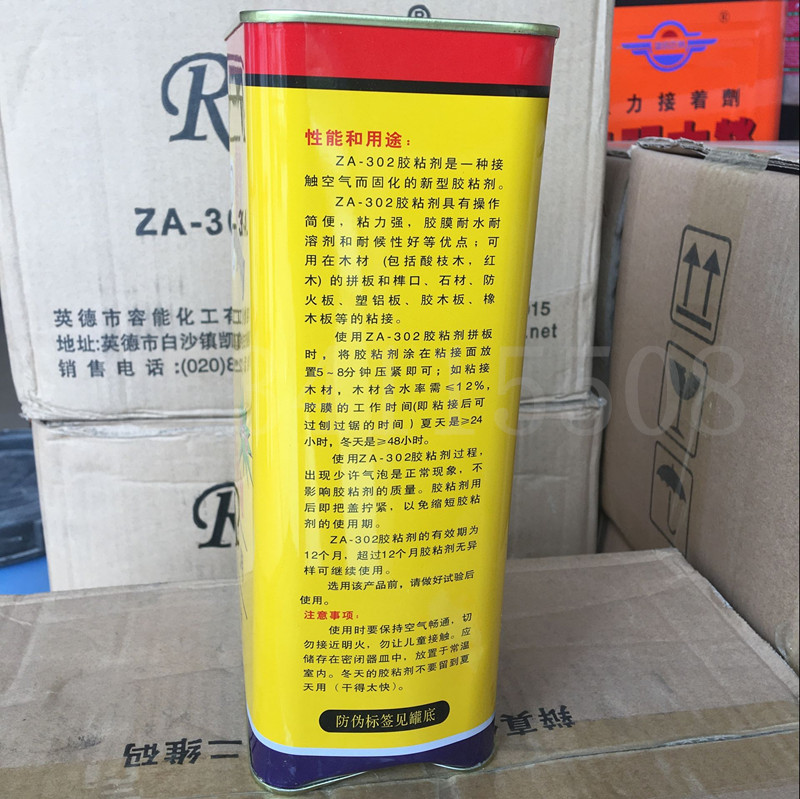 性能和用途：
ZA-302胶粘剂是一种接
触空气而固化的新型胶粘剂。
ZA-302胶粘剂具有操作
简便，粘力强，胶膜耐水耐
溶剂和耐候性好等优点；可
用在木材（包括酸枝木，红
木）的拼板和榫口、石材、防
火板、塑铝板、胶木板、橡
木板等的粘接。
使用ZA-302胶粘剂拼板
时，将胶粘剂涂在粘接面放
置5-8分钟压紧即可；如粘接
木材，木材含水率需≤12%，
胶膜的工作时间(即粘接后可
过刨过锯的时间）夏天是≥24
小时，冬天是≥48小时。
使用ZA-302胶粘剂过程，
出现少许气泡是正常现象，不
影响胶粘剂的质量。胶粘剂用
后即把盖拧紧，以免缩短胶粘
剂的使用期。
ZA-302胶粘剂的有效期为
12个月，超过12个月胶粘剂无异
样可继续使用。
选用该产品前，请做好试验后
使用。
注意事项：
使用时要保持空气畅通，切
勿接近明火，勿让儿童接触。应
储存在密闭器皿中，放置于常温
室内。冬天的胶粘剂不要留到夏
天用（干得太快）。
防伪标签见罐底
R
ZA-30
英德市容能化工有
地址:英德市白沙镇凯
销售电话:(020)8
015
.net
R
力接着劑
®
二维码
辩真
5508